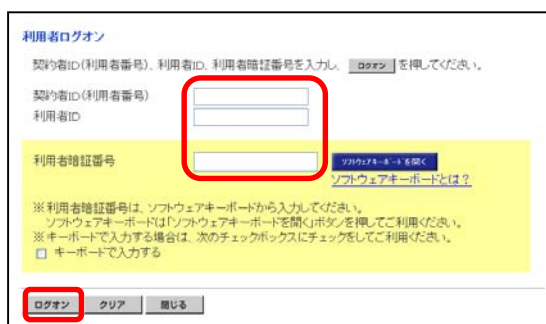 利用者ログオン
契約者ID(利用者番号)、利用者ID、利用者暗証番号を入力し、 ログオン を押してください。
契約者ID(利用者番号)
利用者ID
利用者暗証番号
ソフトウェアキーボードを開く
ソフトウェアキーボードとは？
※利用者暗証番号は、ソフトウェアキーボードから入力してください。
ソフトウェアキーボードは「ソフトウェアキーボードを開く」ボタンを押してご利用ください。
※キーボードで入力する場合は、次のチェックボックスにチェックをしてご利用ください。
キーボードで入力する
ログオン クリア 閉じる